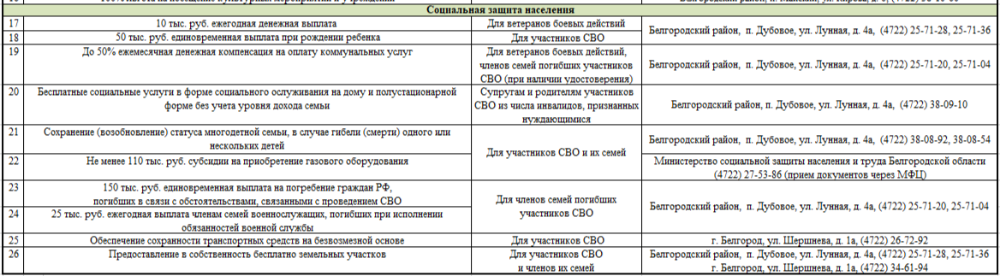 Социальная защита населения
17 10 тыс. руб. ежегодная денежная выплата Для ветеранов боевых действий Белгородский район, п. Дубовое, ул. Лунная, д. 4а, (4722) 25-71-28, 25-71-36
18 50 тыс. руб. единовременная выплата при рождении ребенка Для участников СВО
19 До 50% ежемесячная денежная компенсация на оплату коммунальных услуг Для ветеранов боевых действий,
членов семей погибших участников
СВО (при наличии удостоверения)
Белгородский район, п. Дубовое, ул. Лунная, д. 4а, (4722) 25-71-20, 25-71-04
20 Бесплатные социальные услуги в форме социального ослуживания на дому и полустационарной
форме без учета уровня дохода семьи
Супругам и родителям участников
СВО из числа инвалидов, признанных
нуждающимися
Белгородский район, п. Дубовое, ул. Лунная, д. 4а, (4722) 38-09-10
21 Сохранение (возобновление) статуса многодетной семьи, в случае гибели (смерти) одного или
нескольких детей
Для участников СВО и их семей
Белгородский район, п. Дубовое, ул. Лунная, д. 4а, (4722) 38-08-92, 38-08-54
22 Не менее 110 тыс. руб. субсидии на приобретение газового оборудования
Министерство социальной защиты населения и труда Белгородской области
(4722) 27-53-86 (прием документов через МФЦ)
23 150 тыс. руб. единовременная выплата на погребение граждан РФ,
погибших в связи с обстоятельствами, связанными с проведением СВО
Для членов семей погибших
участников СВО
Белгородский район, п. Дубовое, ул. Лунная, д. 4а, (4722) 25-71-20, 25-71-04
24 25 тыс. руб. ежегодная выплата членам семей военнослужащих, погибших при исполнении
обязанностей военной службы
25 Обеспечение сохранности транспортных средств на безвозмезной основе Для участников СВО г. Белгород, ул. Шершнева, д. 1а, (4722) 26-72-92
26 Предоставление в собственность бесплатно земельных участков Для участников СВО
и членов их семей
Белгородский район, п. Дубовое, ул. Лунная, д. 4а, (4722) 25-71-28, 25-71-36
г. Белгород, ул. Шершнева, д. 1а, (4722) 34-61-94